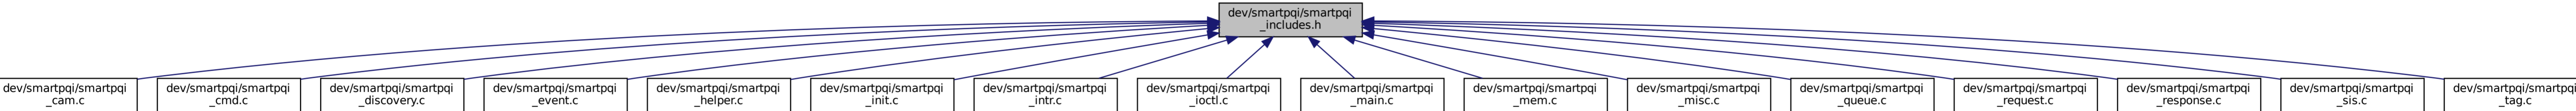 dev/smartpqi/smartpqi
_includes.h
dev/smartpqi/smartpqi
_cam.c
dev/smartpqi/smartpqi
_cmd.c
dev/smartpqi/smartpqi
_discovery.c
dev/smartpqi/smartpqi
_event.c
dev/smartpqi/smartpqi
_helper.c
dev/smartpqi/smartpqi
_init.c
dev/smartpqi/smartpqi
_intr.c
dev/smartpqi/smartpqi
_ioctl.c
dev/smartpqi/smartpqi
_main.c
dev/smartpqi/smartpqi
_mem.c
dev/smartpqi/smartpqi
_misc.c
dev/smartpqi/smartpqi
_queue.c
dev/smartpqi/smartpqi
_request.c
dev/smartpqi/smartpqi
_response.c
dev/smartpqi/smartpqi
_sis.c
dev/smartpqi/smartpq
_tag.c